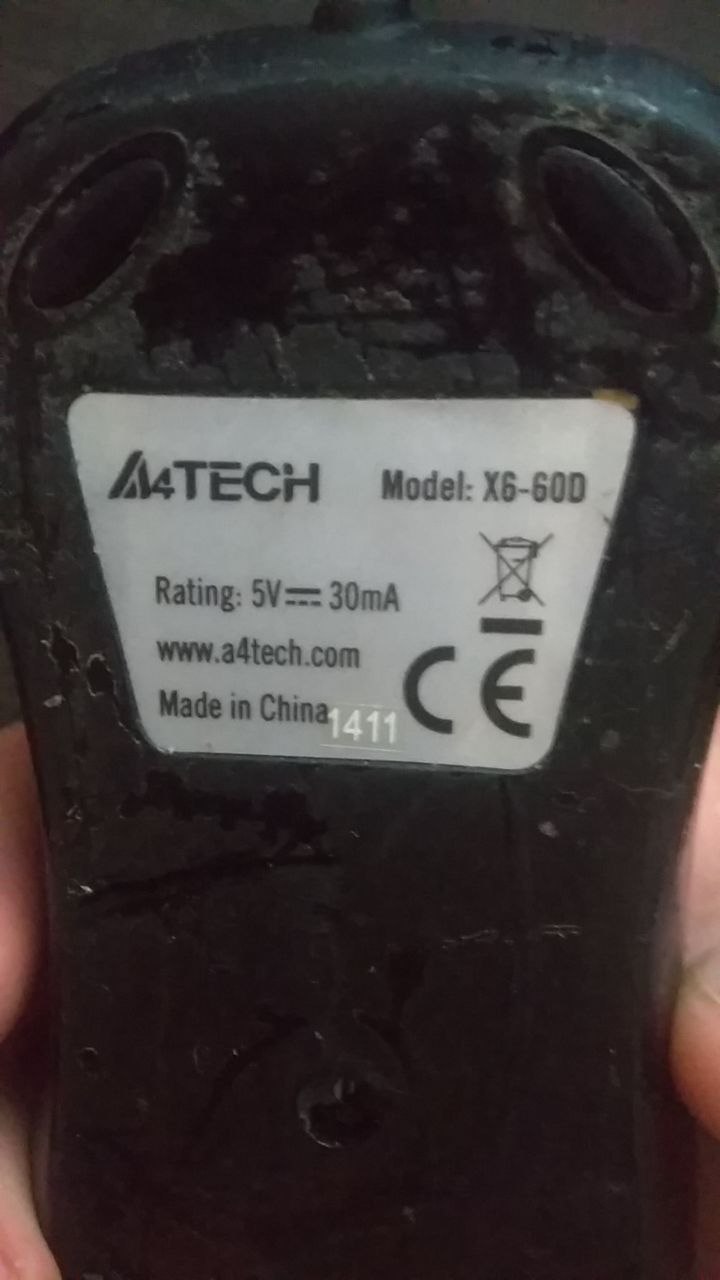 A4TECH Model: X6-60D
Rating: 5V⎓30mA
www.a4tech.com
Made in China 1411
CE